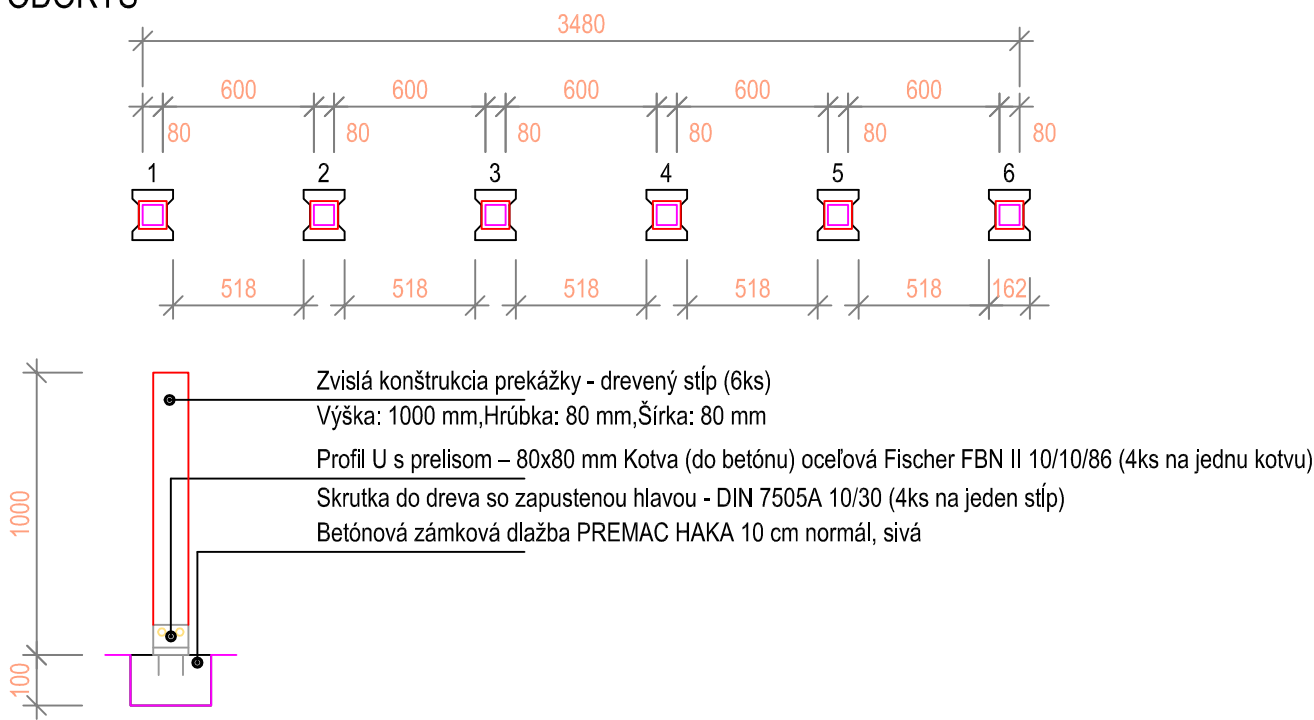 3480
600 600 600 600 600
80 80 80 80 80 80
1 2 3 4 5 6
518 518 518 518 518 162
Zvislá konštrukcia prekážky - drevený stĺp (6ks)
Výška: 1000 mm,Hrúbka: 80 mm,Šírka: 80 mm
Profil U s prelisom – 80x80 mm Kotva (do betónu) oceľová Fischer FBN II 10/10/86 (4ks na jednu kotvu)
Skrutka do dreva so zapustenou hlavou - DIN 7505A 10/30 (4ks na jeden stĺp)
Betónová zámková dlažba PREMAC HAKA 10 cm normál, sivá
1000
100